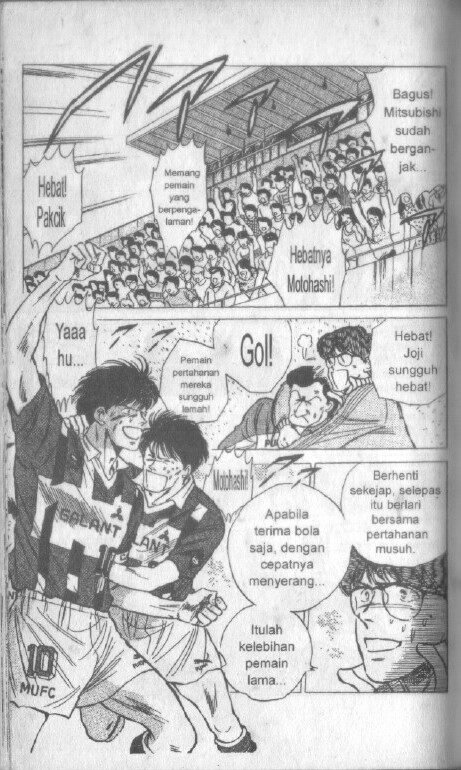 Bagus!
Mitsubishi
sudah
bergan-
jak...
Memang
pemain
yang
berpenga-
laman!
Hebat!
Pakcik
Hebatnya
Motohashi!
Hebat!
Joji
sungguh
hebat!
Gol!
Pemain
pertahanan
mereka
sungguh
lemah!
Yaaa
hu...
Motohashi!
Berhenti
sekejap, selepas
itu berlari
bersama
pertahanan
musuh.
Apabila
terima bola
saja, dengan
cepatnya
menyerang...
Itulah
kelebihan
pemain
lama...
GALANT
LANT
10
MUFC